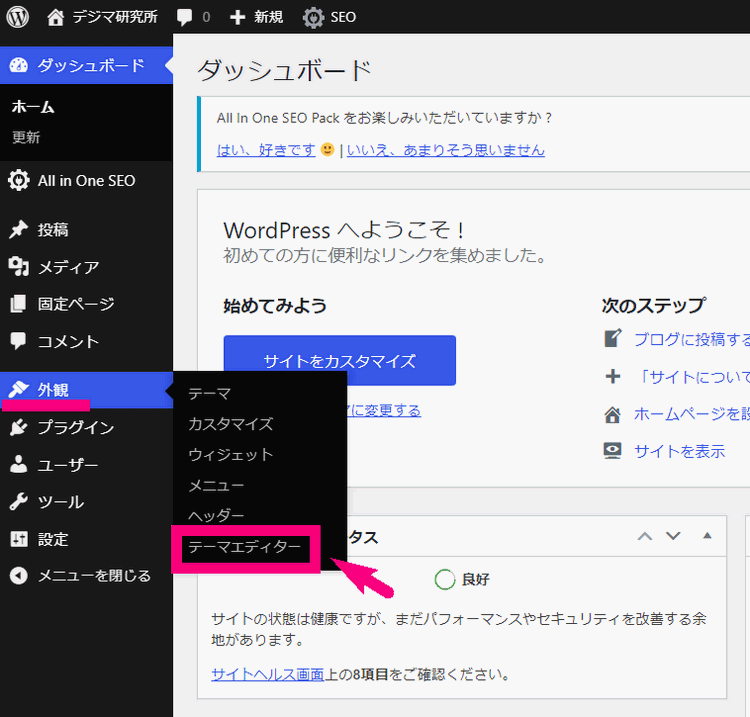 デジマ研究所 0 新規 SEO
ダッシュボード
ホーム
更新
All in One SEO
投稿
メディア
固定ページ
コメント
外観
プラグイン
ユーザー
ツール
設定
メニューを閉じる
テーマ
カスタマイズ
ウィジェット
メニュー
ヘッダー
テーマエディター
ダッシュボード
All In One SEO Pack をお楽しみいただいていますか ?
はい、好きです | いいえ、あまりそう思いません
WordPress へようこそ !
初めての方に便利なリンクを集めました。
始めてみよう
サイトをカスタマイズ
に変更する
次のステップ
ブログに投稿する
「サイトについて
ホームページを設
サイトを表示
タス
良好
サイトの状態は健康ですが、まだパフォーマンスやセキュリティを改善する余
地があります。
サイトヘルス画面上の8項目をご確認ください。